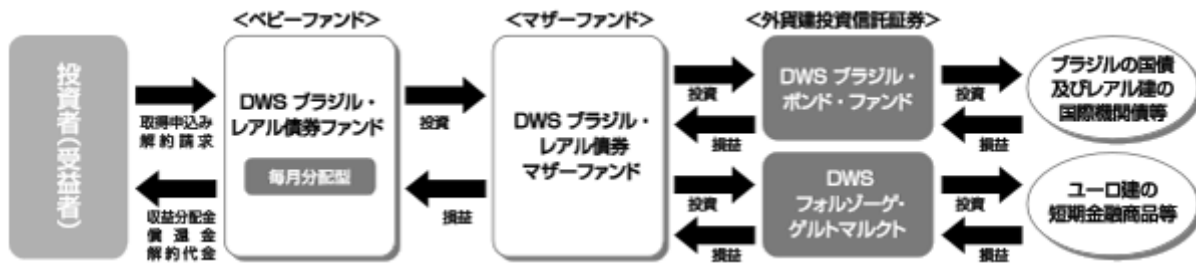 <ベビーファンド>
<マザーファンド>
<外貨建投資信託証券>
投資者(受益者)
取得申込み
解約請求
収益分配金
償還金
解約代金
DWS ブラジル・
レアル債券ファンド
毎月分配型
投資
損益
DWS ブラジル・
レアル債券
マザーファンド
投資
損益
投資
損益
DWS ブラジル・
ボンド・ファンド
DWS
フォルゾーゲ・
ゲルトマルクト
投資
損益
投資
損益
ブラジルの国債
及びレアル建の
国際機関債等
ユーロ建の
短期金融商品等